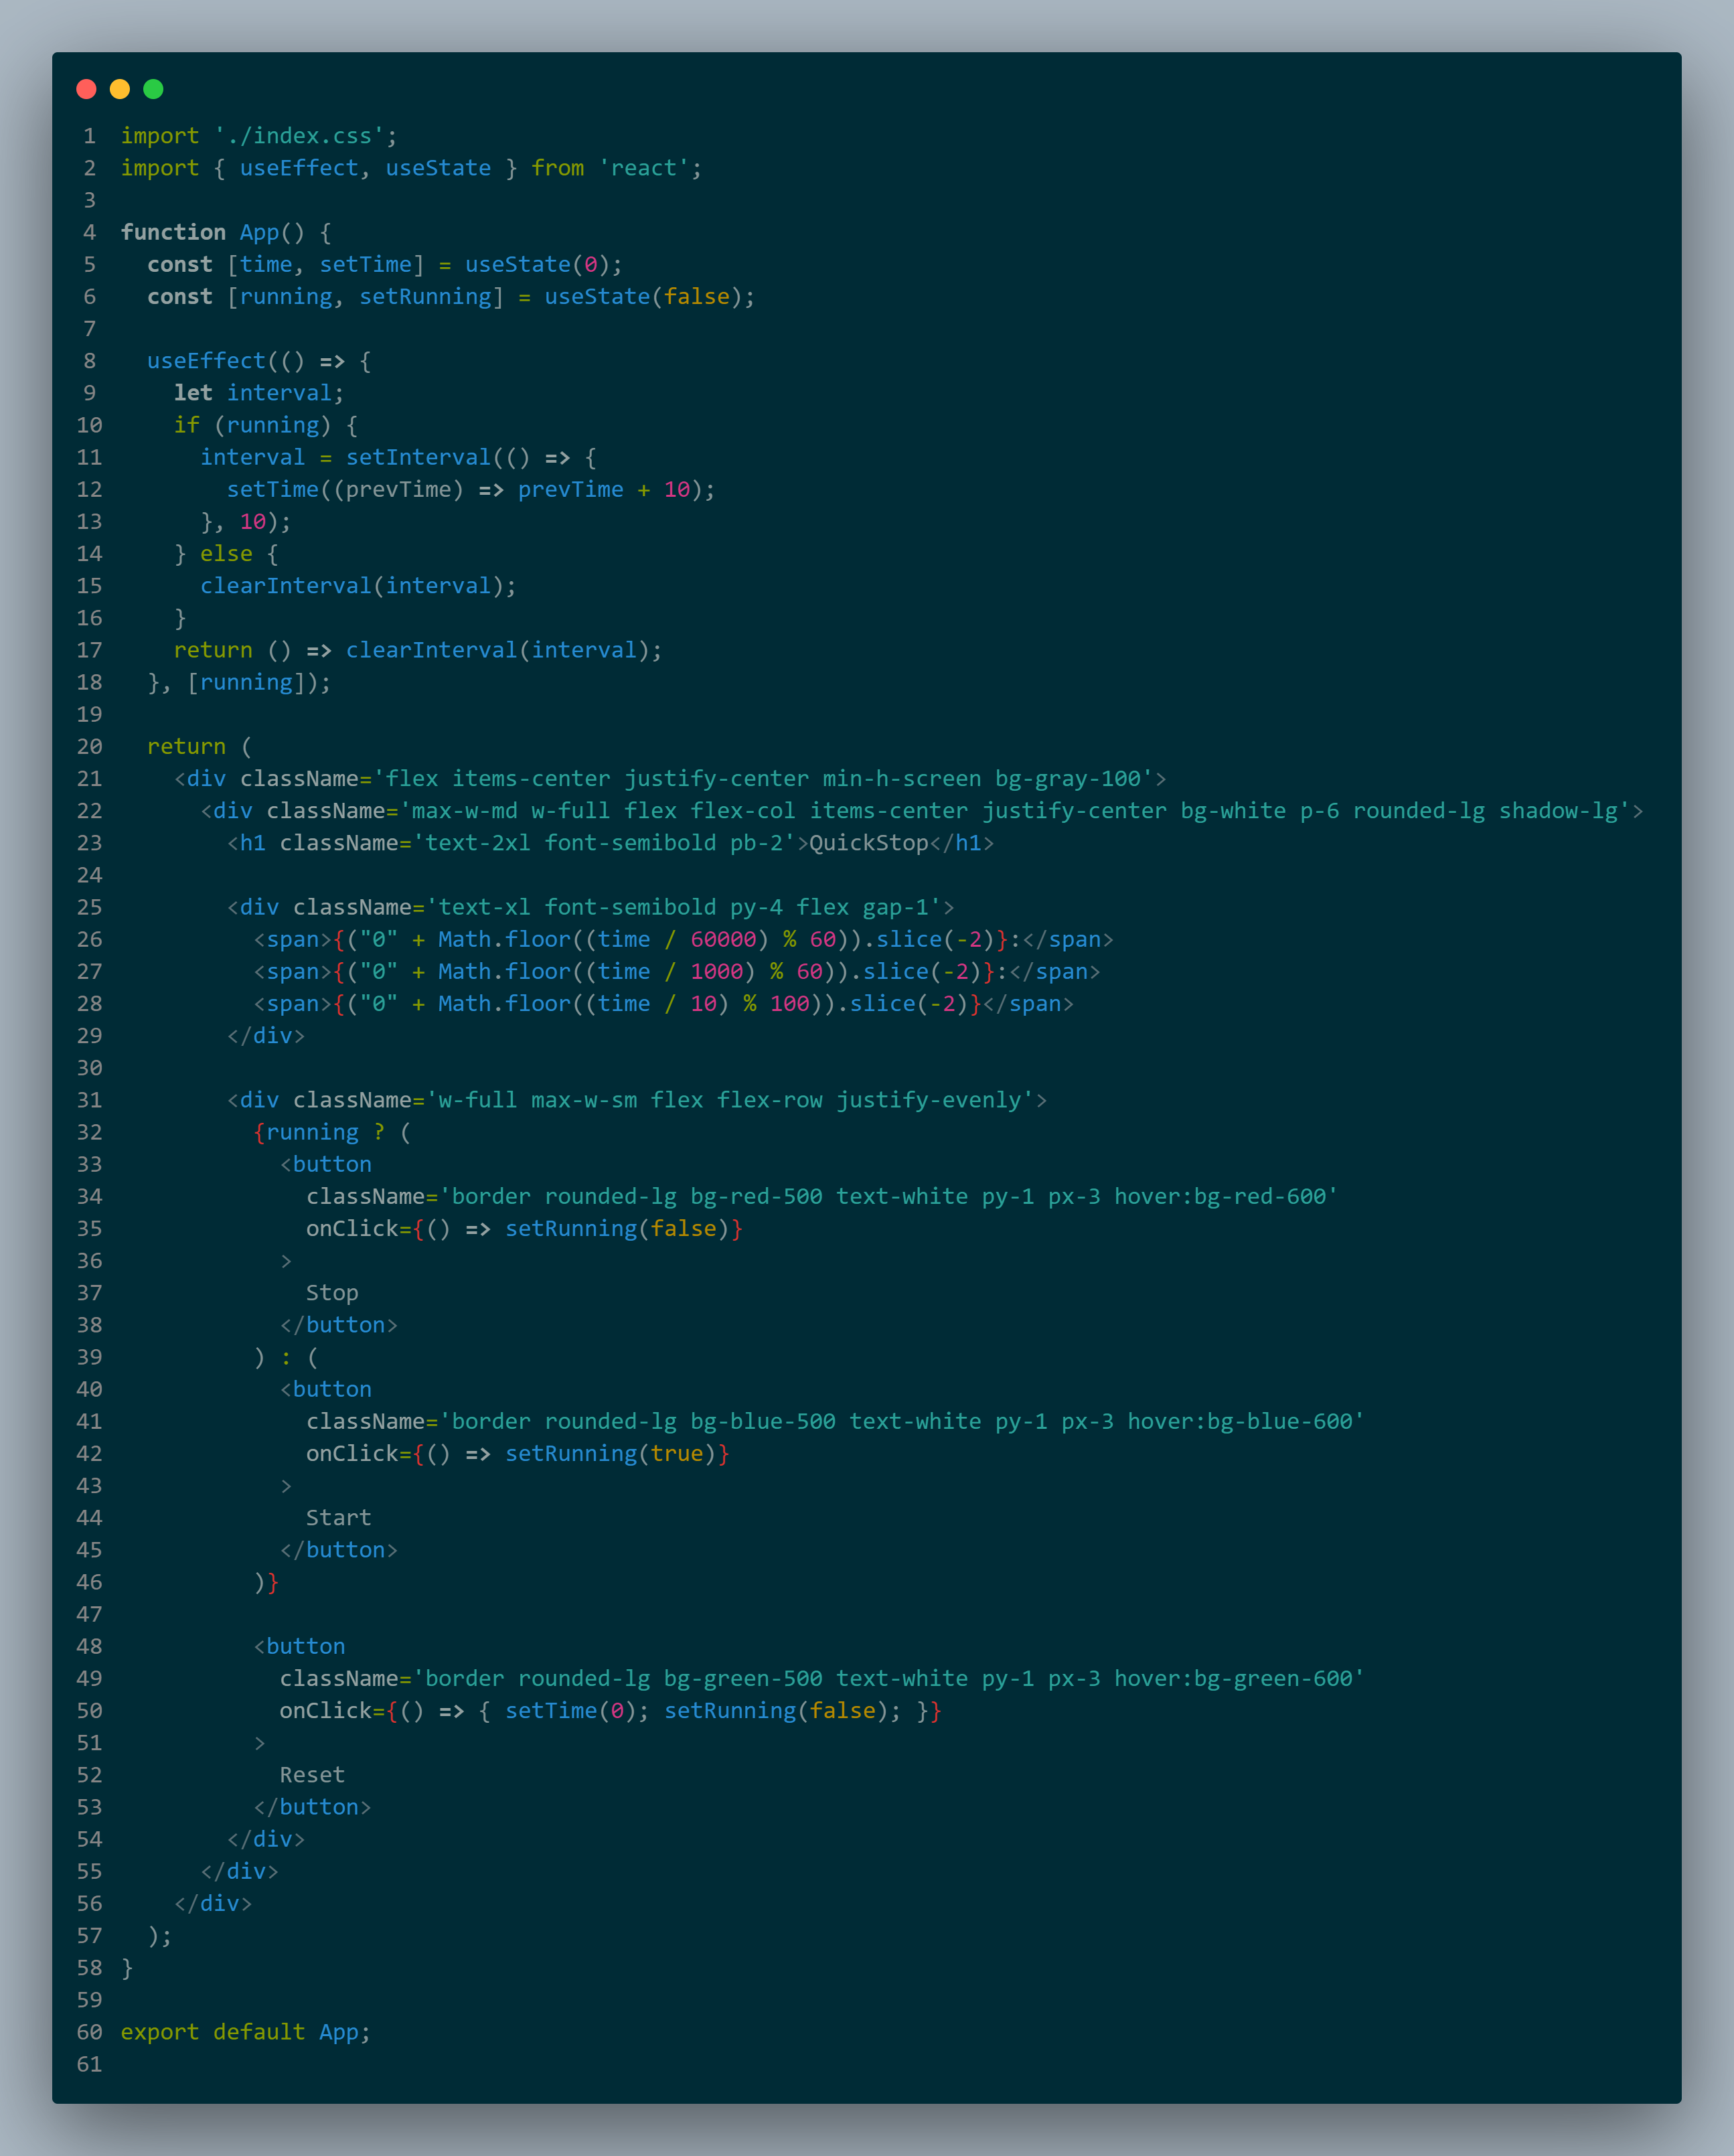 1 import './index.css';
2 import { useEffect, useState } from 'react';
3
4 function App() {
5   const [time, setTime] = useState(0);
6   const [running, setRunning] = useState(false);
7
8   useEffect(() => {
9     let interval;
10     if (running) {
11       interval = setInterval(() => {
12         setTime((prevTime) => prevTime + 10);
13       }, 10);
14     } else {
15       clearInterval(interval);
16     }
17     return () => clearInterval(interval);
18   }, [running]);
19
20   return (
21     <div className='flex items-center justify-center min-h-screen bg-gray-100'>
22       <div className='max-w-md w-full flex flex-col items-center justify-center bg-white p-6 rounded-lg shadow-lg'>
23         <h1 className='text-2xl font-semibold pb-2'>QuickStop</h1>
24
25         <div className='text-xl font-semibold py-4 flex gap-1'>
26           <span>{("0" + Math.floor((time / 60000) % 60)).slice(-2)}:</span>
27           <span>{("0" + Math.floor((time / 1000) % 60)).slice(-2)}:</span>
28           <span>{("0" + Math.floor((time / 10) % 100)).slice(-2)}</span>
29         </div>
30
31         <div className='w-full max-w-sm flex flex-row justify-evenly'>
32           {running ? (
33             <button
34               className='border rounded-lg bg-red-500 text-white py-1 px-3 hover:bg-red-600'
35               onClick={() => setRunning(false)}
36             >
37               Stop
38             </button>
39           ) : (
40             <button
41               className='border rounded-lg bg-blue-500 text-white py-1 px-3 hover:bg-blue-600'
42               onClick={() => setRunning(true)}
43             >
44               Start
45             </button>
46           )}
47
48           <button
49             className='border rounded-lg bg-green-500 text-white py-1 px-3 hover:bg-green-600'
50             onClick={() => { setTime(0); setRunning(false); }}
51           >
52             Reset
53           </button>
54         </div>
55       </div>
56     </div>
57   );
58 }
59
60 export default App;
61